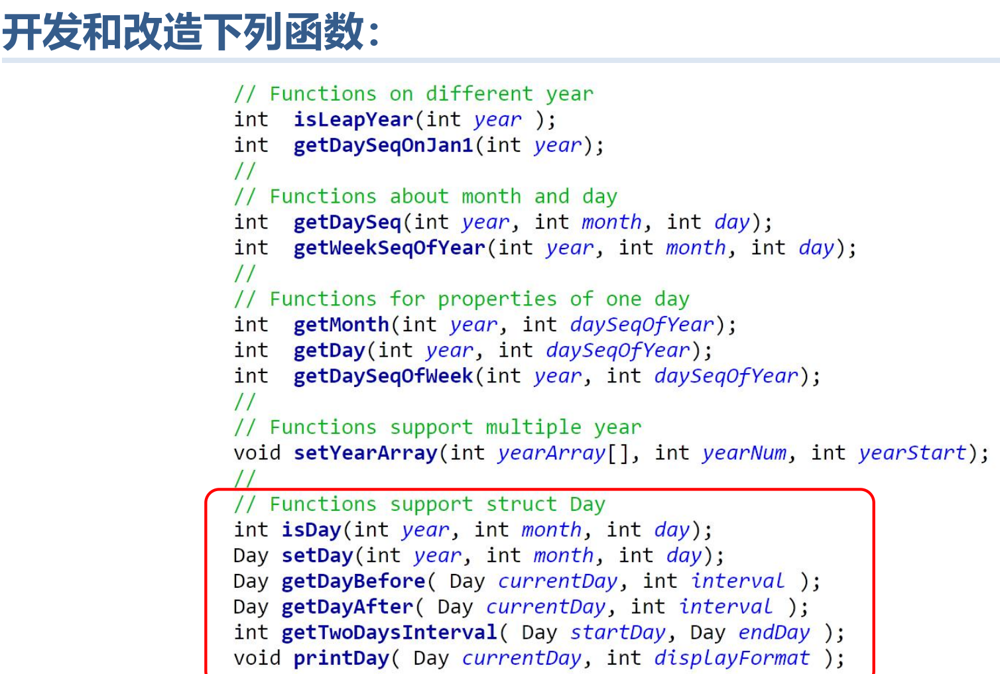 开发和改造下列函数：
// Functions on different year
int  isLeapYear(int year );
int  getDaySeqOnJan1(int year);
//
// Functions about month and day
int  getDaySeq(int year, int month, int day);
int  getWeekSeqOfYear(int year, int month, int day);
//
// Functions for properties of one day
int  getMonth(int year, int daySeqOfYear);
int  getDay(int year, int daySeqOfYear);
int  getDaySeqOfWeek(int year, int daySeqOfYear);
//
// Functions support multiple year
void setYearArray(int yearArray[], int yearNum, int yearStart);
//
// Functions support struct Day
int isDay(int year, int month, int day);
Day setDay(int year, int month, int day);
Day getDayBefore( Day currentDay, int interval );
Day getDayAfter( Day currentDay, int interval );
int getTwoDaysInterval( Day startDay, Day endDay );
void printDay( Day currentDay, int displayFormat );